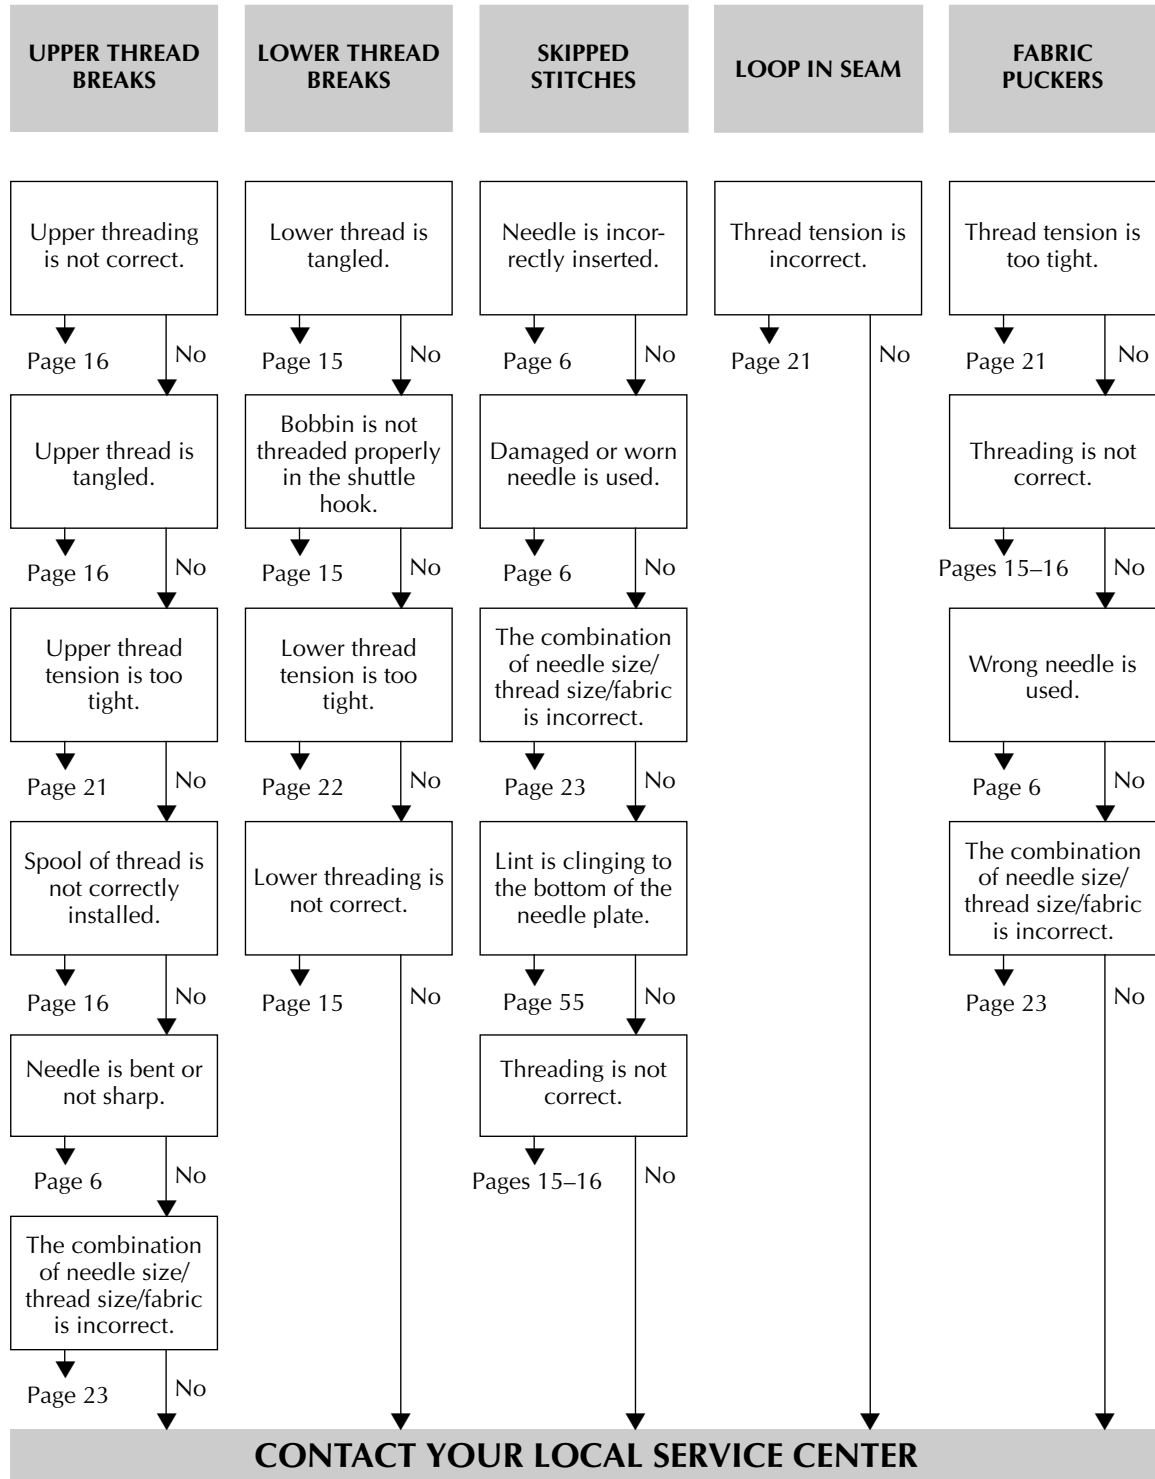 UPPER THREAD
BREAKS
LOWER THREAD
BREAKS
SKIPPED
STITCHES
LOOP IN SEAM
FABRIC
PUCKERS
Upper threading
is not correct.
Page 16
No
Upper thread is
tangled.
Page 16
No
Upper thread
tension is too
tight.
Page 21
No
Spool of thread is
not correctly
installed.
Page 16
No
Needle is bent or
not sharp.
Page 6
No
The combination
of needle size/
thread size/fabric
is incorrect.
Page 23
No
Lower thread is
tangled.
Page 15
No
Bobbin is not
threaded properly
in the shuttle
hook.
Page 15
No
Lower thread
tension is too
tight.
Page 22
No
Lower threading is
not correct.
Page 15
No
Needle is incor-
rectly inserted.
Page 6
No
Damaged or worn
needle is used.
Page 6
No
The combination
of needle size/
thread size/fabric
is incorrect.
Page 23
No
Lint is clinging to
the bottom of the
needle plate.
Page 55
No
Threading is not
correct.
Pages 15–16
No
Thread tension is
incorrect.
Page 21
No
Thread tension is
too tight.
Page 21
No
Threading is not
correct.
Pages 15–16
No
Wrong needle is
used.
Page 6
No
The combination
of needle size/
thread size/fabric
is incorrect.
Page 23
No
CONTACT YOUR LOCAL SERVICE CENTER